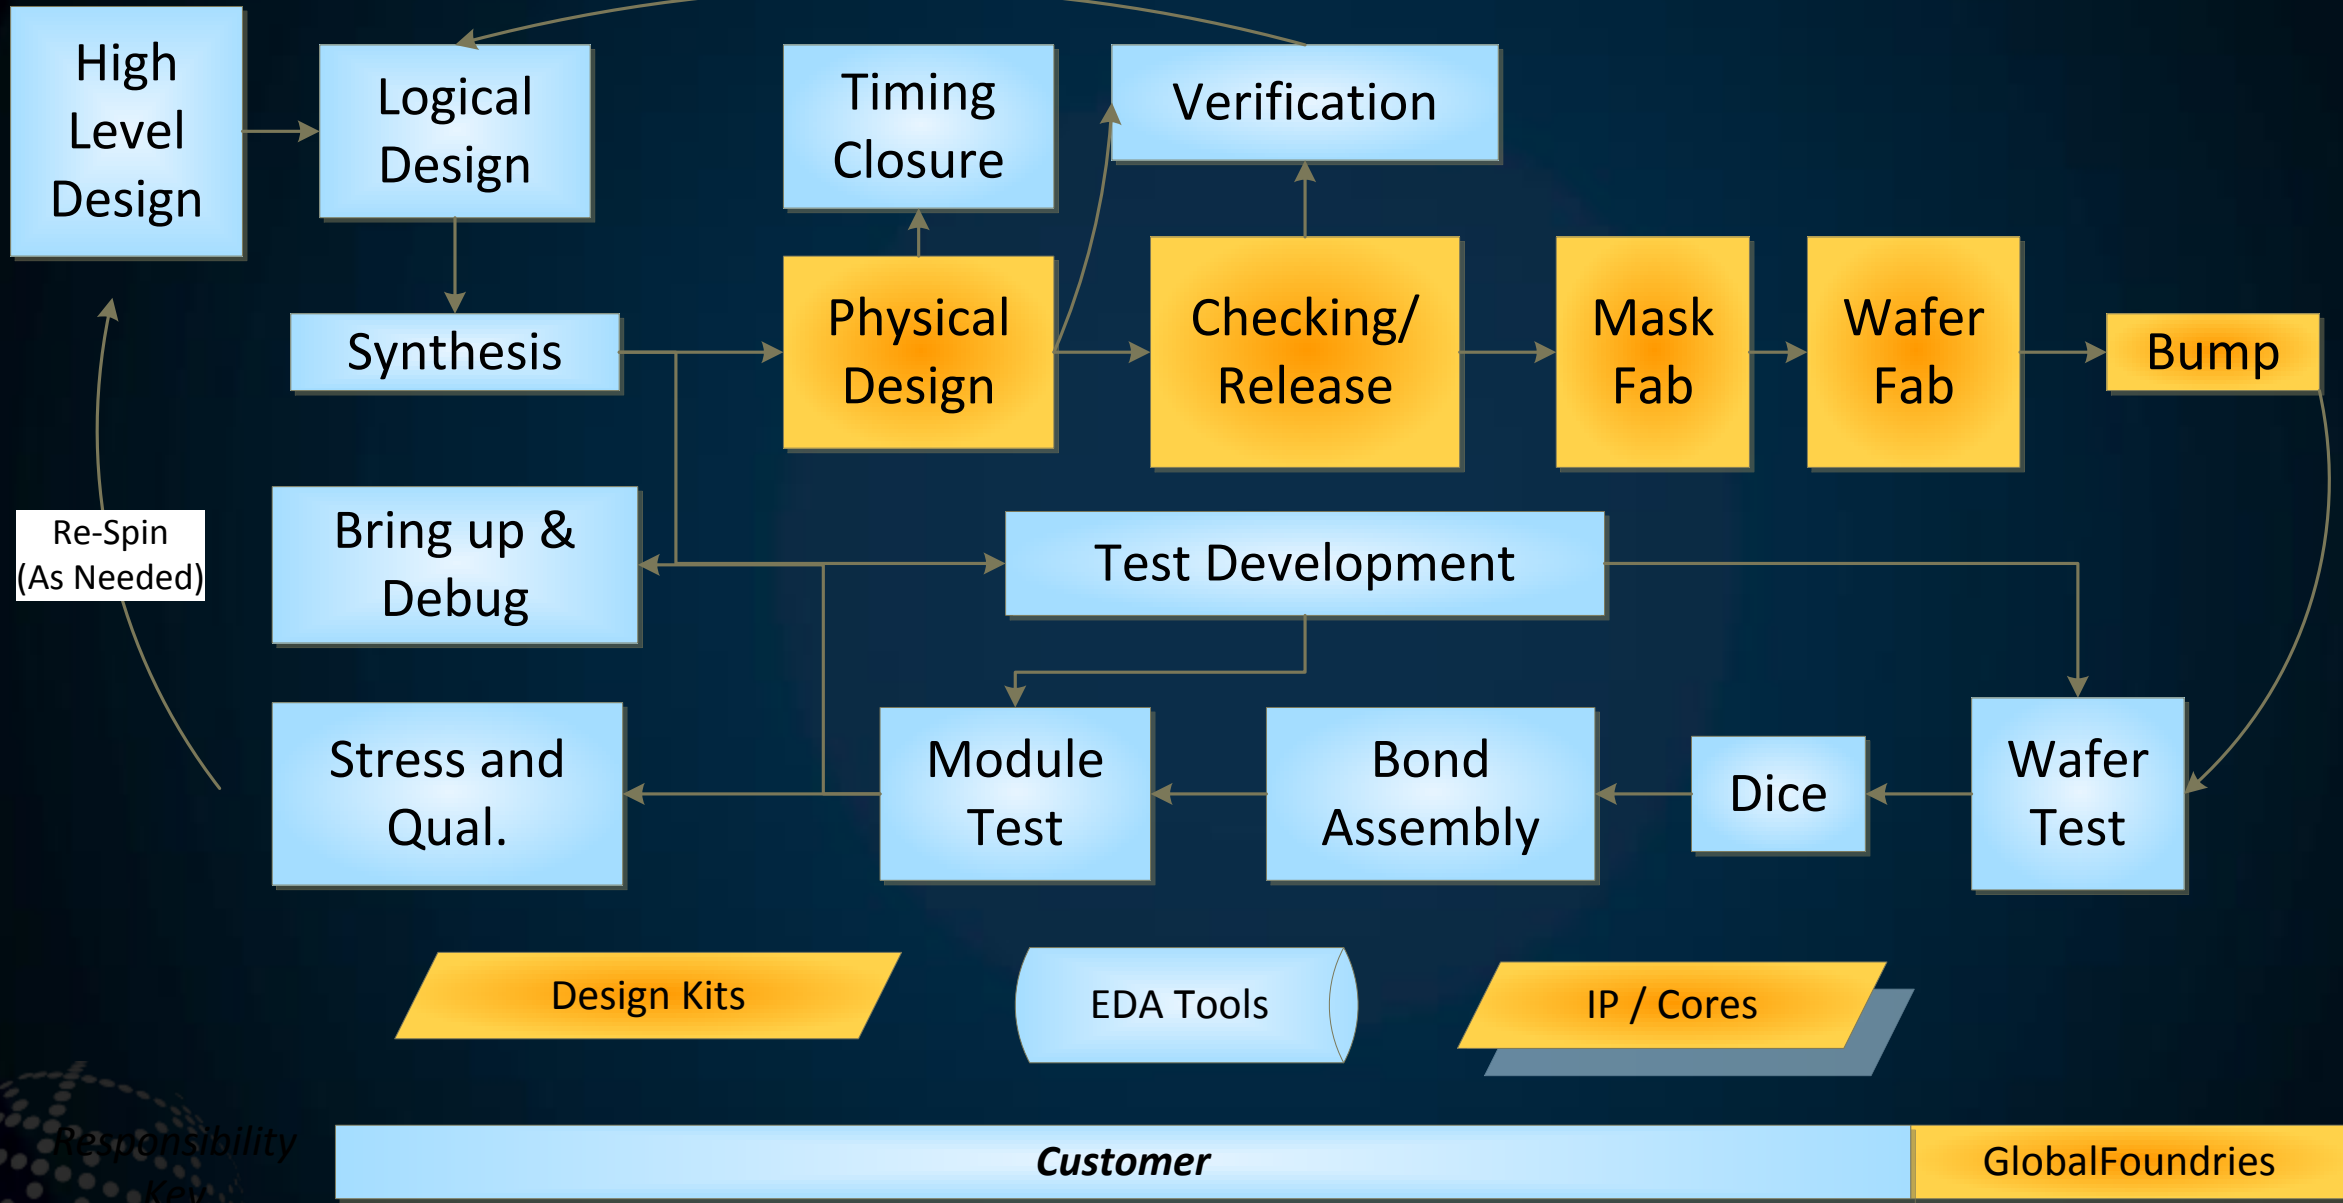 High
Level
Design
Logical
Design
Timing
Closure
Verification
Synthesis
Physical
Design
Checking/
Release
Mask
Fab
Wafer
Fab
Bump
Re-Spin
(As Needed)
Bring up &
Debug
Test Development
Stress and
Qual.
Module
Test
Bond
Assembly
Dice
Wafer
Test
Design Kits
EDA Tools
IP / Cores
Responsibility
Key
Customer
GlobalFoundries